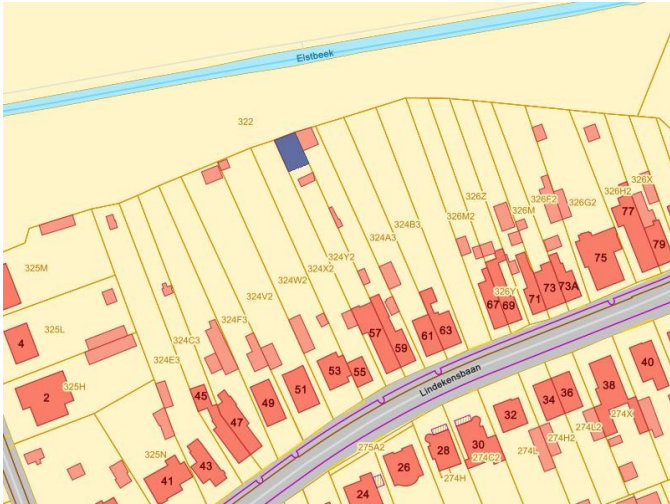 Elstbeek
322
326X
326H2
326Z
326F2
77
326M2
326M
326G2
324B3
79
324A3
75
324Y2
325M
324X2
324W2
326Y
73
73A
67
69
71
324V2
324F3
57
61
63
325L
324C3
59
4
324E3
40
53
55
Lindekensbaan
51
38
36
34
325H
2
45
49
32
274X
47
274L2
274H2
275A2
28
30
274L
325N
43
26
274C2
41
274H
24